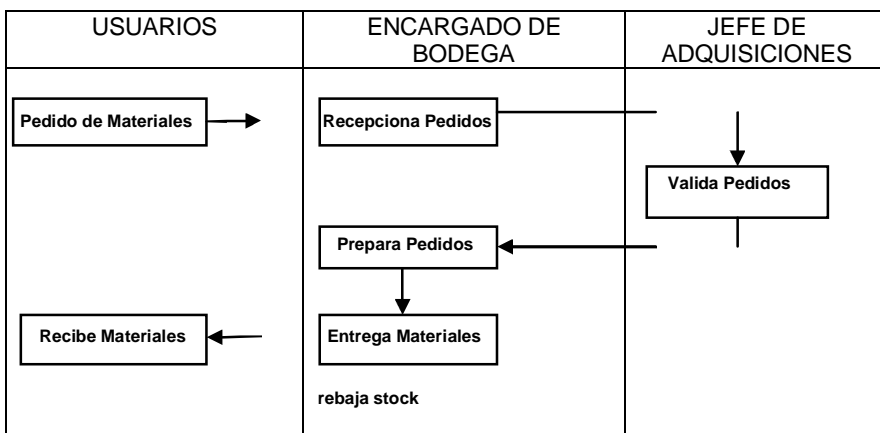 USUARIOS
ENCARGADO DE
BODEGA
JEFE DE
ADQUISICIONES
Pedido de Materiales
Recepciona Pedidos
Valida Pedidos
Prepara Pedidos
Recibe Materiales
Entrega Materiales
rebaja stock